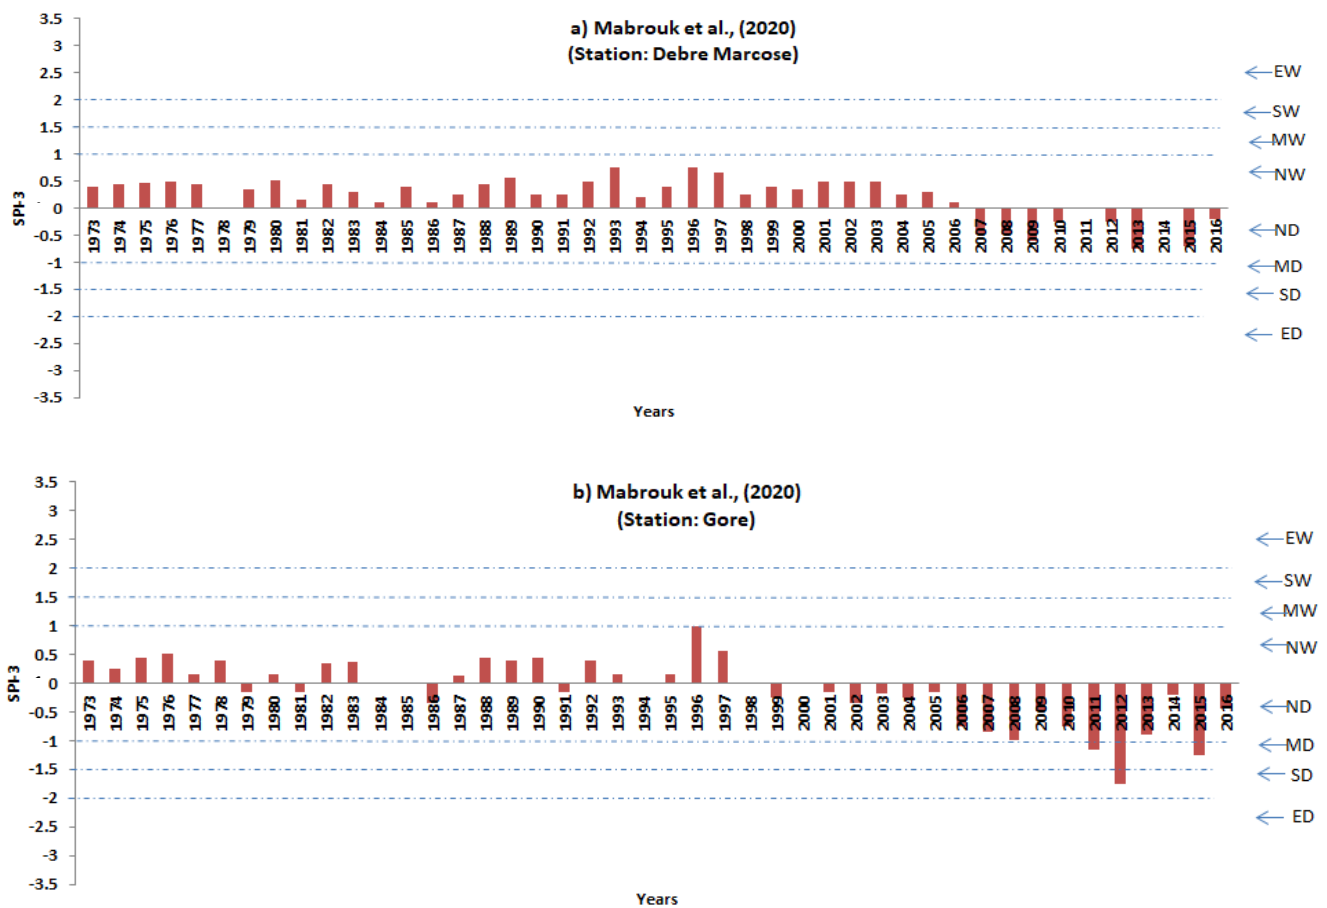 a) Mabrouk et al., (2020)
(Station: Debre Marcose)
3.5
3
2.5
2
1.5
1
0.5
0
-0.5
-1
-1.5
-2
-2.5
-3
-3.5
SPI-3
1973 1974 1975 1976 1977 1978 1979 1980 1981 1982 1983 1984 1985 1986 1987 1988 1989 1990 1991 1992 1993 1994 1995 1996 1997 1998 1999 2000 2001 2002 2003 2004 2005 2006 2007 2008 2009 2010 2011 2012 2013 2014 2015 2016
EW
SW
MW
NW
ND
MD
SD
ED
Years
b) Mabrouk et al., (2020)
(Station: Gore)
3.5
3
2.5
2
1.5
1
0.5
0
-0.5
-1
-1.5
-2
-2.5
-3
-3.5
SPI-3
1973 1974 1975 1976 1977 1978 1979 1980 1981 1982 1983 1984 1985 1986 1987 1988 1989 1990 1991 1992 1993 1994 1995 1996 1997 1998 1999 2000 2001 2002 2003 2004 2005 2006 2007 2008 2009 2010 2011 2012 2013 2014 2015 2016
EW
SW
MW
NW
ND
MD
SD
ED
Years